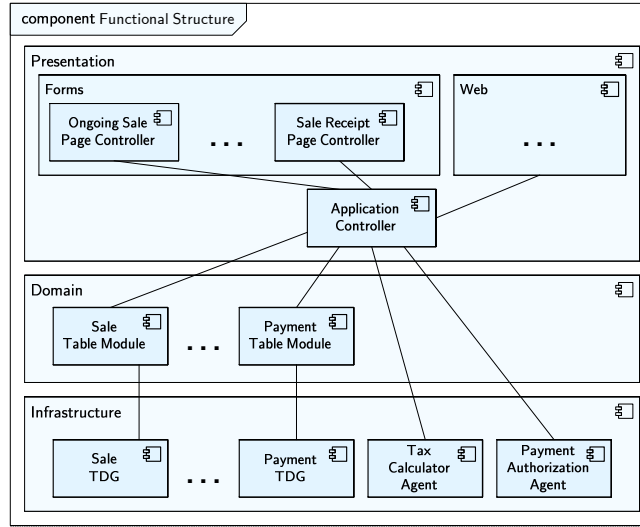 component Functional Structure
Presentation
Forms
Web
Ongoing Sale
Page Controller
...
Sale Receipt
Page Controller
...
Application
Controller
Domain
Sale
Table Module
...
Payment
Table Module
Infrastructure
Sale
TDG
...
Payment
TDG
Tax
Calculator
Agent
Payment
Authorization
Agent